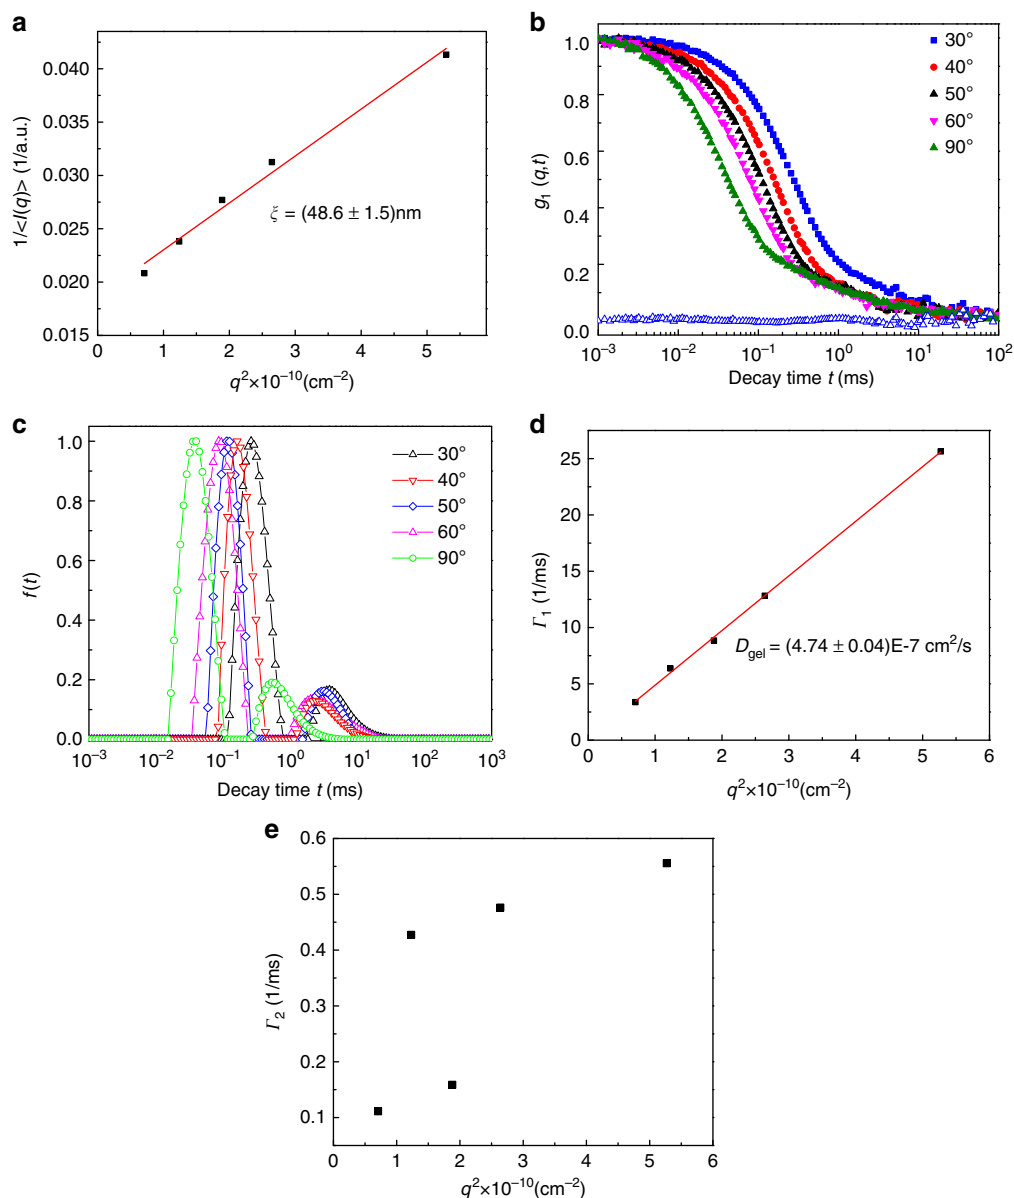 a
0.040
0.035
0.030
0.025
0.020
0.015
1/<I(q)> (1/a.u.)
ξ = (48.6 ± 1.5)nm
0 1 2 3 4 5
q²×10⁻¹⁰(cm⁻²)
b
1.0
0.8
0.6
0.4
0.2
0.0
g₁ (q,t)
30°
40°
50°
60°
90°
10⁻³ 10⁻² 10⁻¹ 10⁰ 10¹ 10²
Decay time t (ms)
c
1.0
0.8
0.6
0.4
0.2
0.0
f(t)
30°
40°
50°
60°
90°
10⁻³ 10⁻² 10⁻¹ 10⁰ 10¹ 10² 10³
Decay time t (ms)
d
25
20
15
10
5
0
Γ₁ (1/ms)
D_gel = (4.74 ± 0.04)E-7 cm²/s
0 1 2 3 4 5 6
q²×10⁻¹⁰(cm⁻²)
e
0.6
0.5
0.4
0.3
0.2
0.1
Γ₂ (1/ms)
0 1 2 3 4 5 6
q²×10⁻¹⁰(cm⁻²)